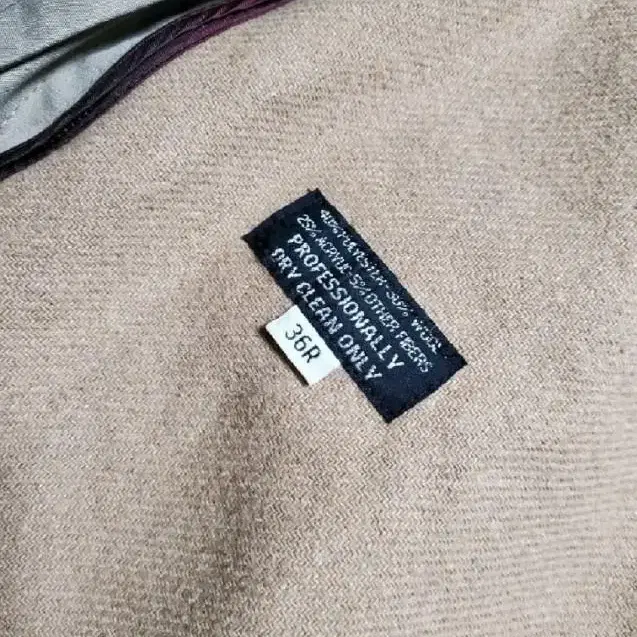 40% POLYESTER-30% WOOL
25% ACRYLIC 5% OTHER FIBERS
PROFESSIONALLY
DRY CLEAN ONLY
36R